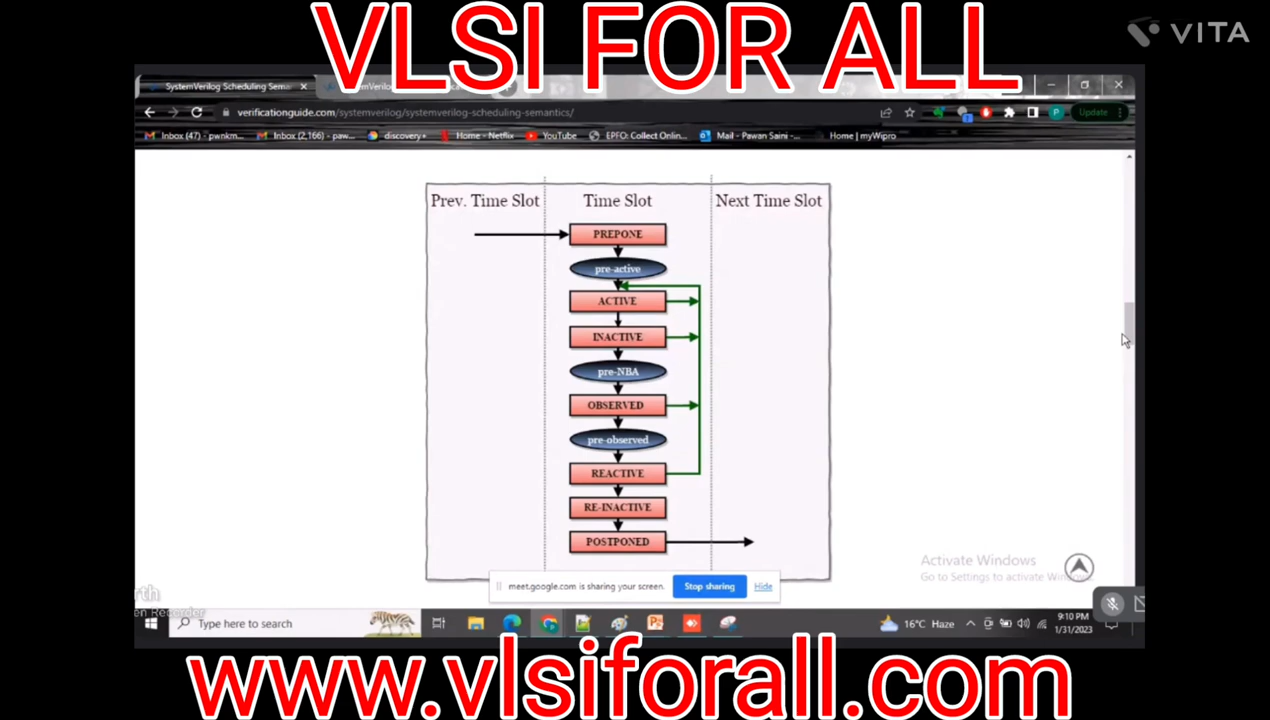 VLSI FOR ALL
VITA
SystemVerilog Scheduling Sem
verificationguide.com/systemverilog/systemverilog-scheduling-semantics/
Update
Inbox (47) - pwnkm...
Inbox (2,166) - paw...
discovery+
Home - Netflix
YouTube
EPFO: Collect Onlin...
Mail - Pawan Saini -...
Home | myWipro
Prev. Time Slot
Time Slot
Next Time Slot
PREPONE
pre-active
ACTIVE
INACTIVE
pre-NBA
OBSERVED
pre-observed
REACTIVE
RE-INACTIVE
POSTPONED
Activate Windows
Go to Settings to activate
meet.google.com is sharing your screen.
Stop sharing
Hide
Type here to search
16°C Haze
9:10 PM
1/31/2023
www.vlsiforall.com